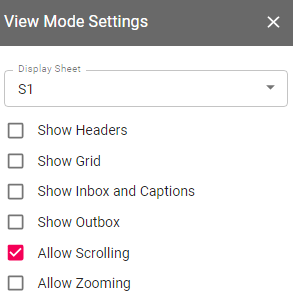 View Mode Settings
Display Sheet
S1
Show Headers
Show Grid
Show Inbox and Captions
Show Outbox
Allow Scrolling
Allow Zooming